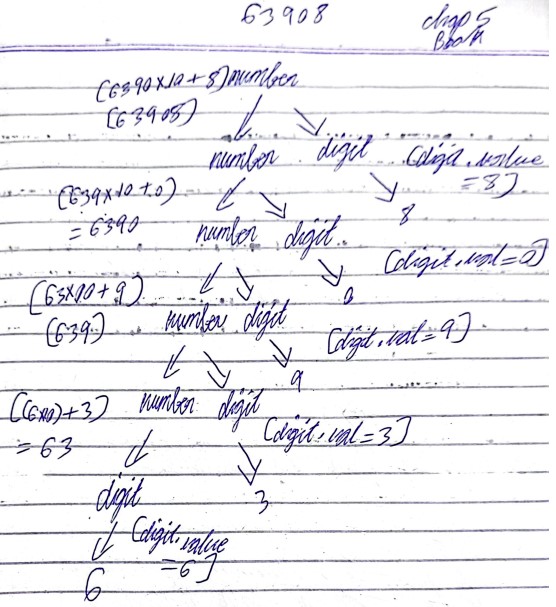 63908
chap 5
Book
(6390×10+8) number
(63908)
number digit (digit.value
=8]
(639×10+0)
= 6390
8
number digit
(digit.val=0]
(63×10+9)
0
(639)
number digit
[digit.val=9]
9
((6×10)+3) number digit
= 63
[digit.val=3]
digit
3
[digit.value
=6]
6